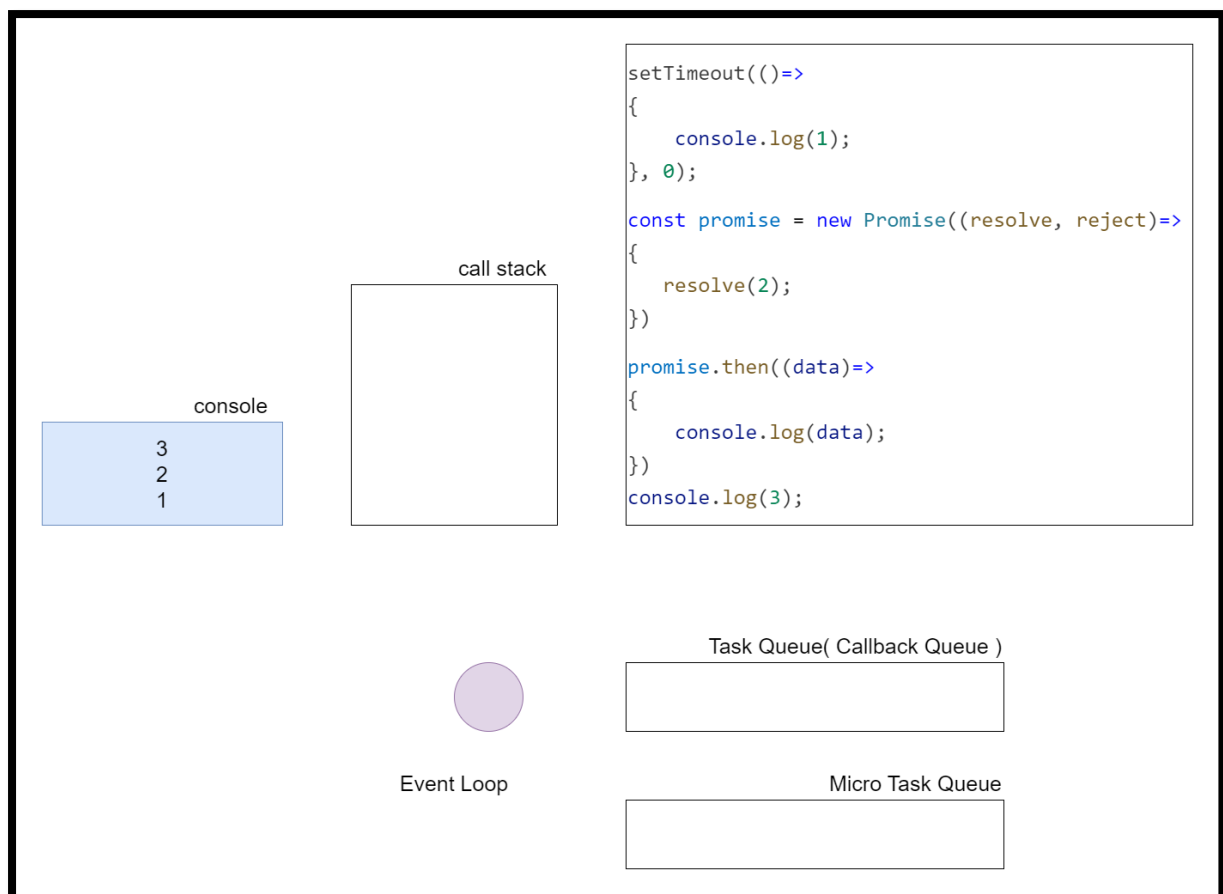 setTimeout(()=>
{
    console.log(1);
}, 0);
const promise = new Promise((resolve, reject)=>
{
   resolve(2);
})
promise.then((data)=>
{
    console.log(data);
})
console.log(3);
call stack
console
3
2
1
Task Queue( Callback Queue )
Event Loop
Micro Task Queue